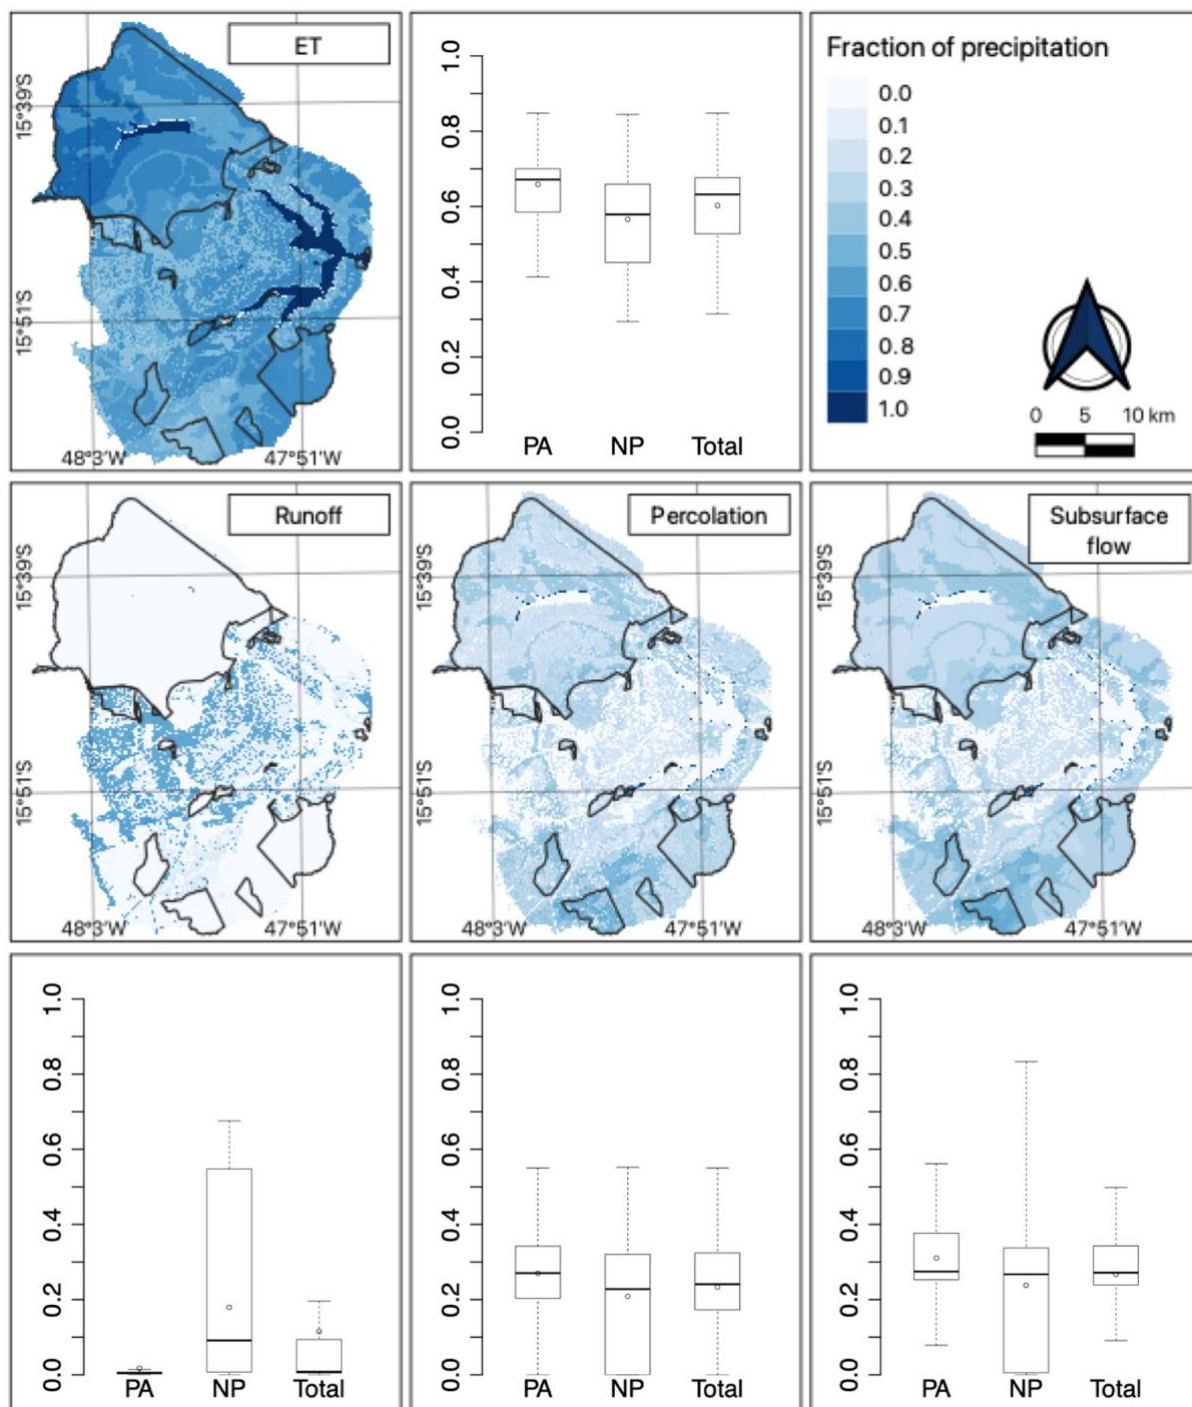 ET
15°39'S
15°51'S
48°3'W
47°51'W
1.0
0.8
0.6
0.4
0.2
0.0
PA
NP
Total
Fraction of precipitation
0.0
0.1
0.2
0.3
0.4
0.5
0.6
0.7
0.8
0.9
1.0
0
5
10 km
Runoff
15°39'S
15°51'S
48°3'W
47°51'W
Percolation
15°39'S
15°51'S
48°3'W
47°51'W
Subsurface
flow
15°39'S
15°51'S
48°3'W
47°51'W
1.0
0.8
0.6
0.4
0.2
0.0
PA
NP
Total
1.0
0.8
0.6
0.4
0.2
0.0
PA
NP
Total
1.0
0.8
0.6
0.4
0.2
0.0
PA
NP
Total